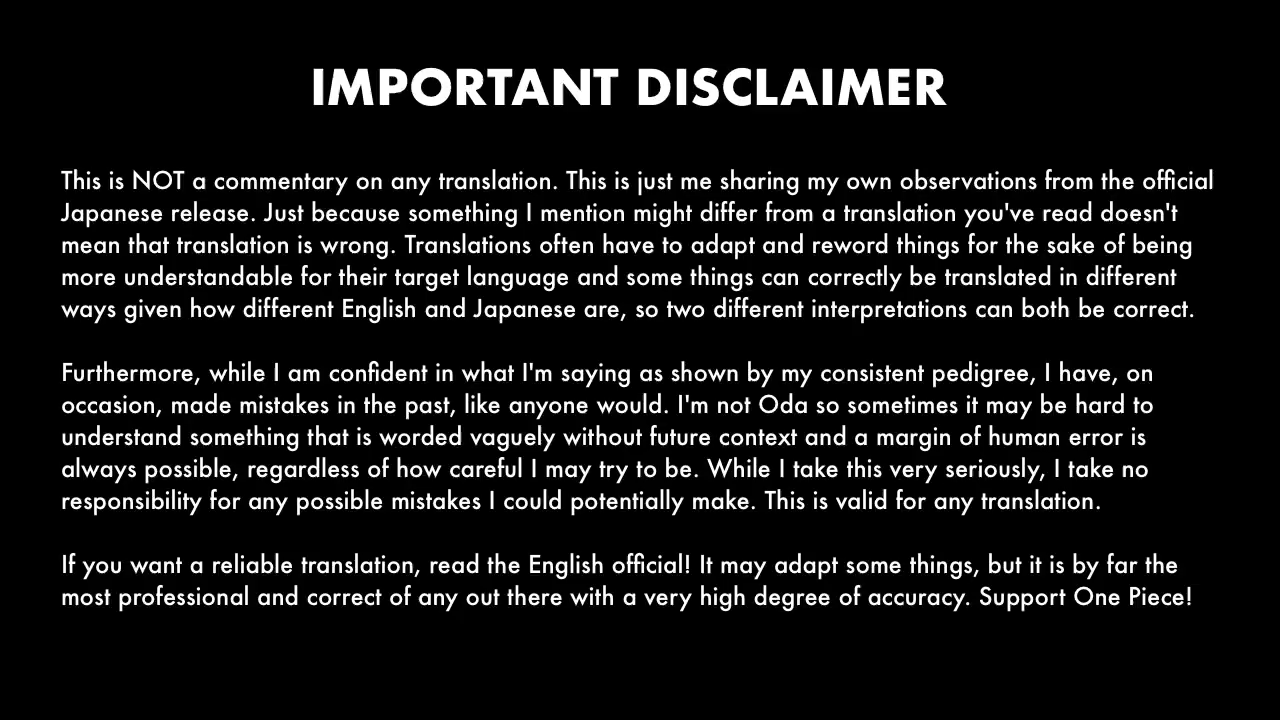 IMPORTANT DISCLAIMER
This is NOT a commentary on any translation. This is just me sharing my own observations from the official
Japanese release. Just because something I mention might differ from a translation you've read doesn't
mean that translation is wrong. Translations often have to adapt and reword things for the sake of being
more understandable for their target language and some things can correctly be translated in different
ways given how different English and Japanese are, so two different interpretations can both be correct.
Furthermore, while I am confident in what I'm saying as shown by my consistent pedigree, I have, on
occasion, made mistakes in the past, like anyone would. I'm not Oda so sometimes it may be hard to
understand something that is worded vaguely without future context and a margin of human error is
always possible, regardless of how careful I may try to be. While I take this very seriously, I take no
responsibility for any possible mistakes I could potentially make. This is valid for any translation.
If you want a reliable translation, read the English official! It may adapt some things, but it is by far the
most professional and correct of any out there with a very high degree of accuracy. Support One Piece!